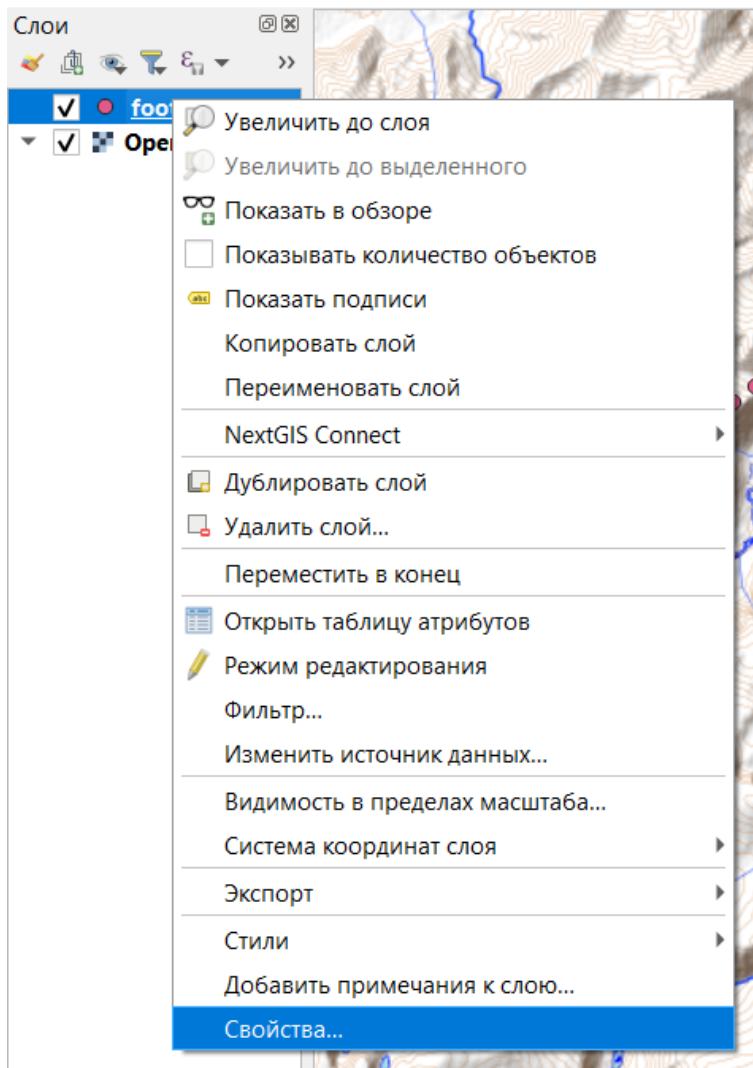 Слои
foot
Увеличить до слоя
Open
Увеличить до выделенного
Показать в обзоре
Показывать количество объектов
abc
Показать подписи
Копировать слой
Переименовать слой
NextGIS Connect
Дублировать слой
Удалить слой...
Переместить в конец
Открыть таблицу атрибутов
Режим редактирования
Фильтр...
Изменить источник данных...
Видимость в пределах масштаба...
Система координат слоя
Экспорт
Стили
Добавить примечания к слою...
Свойства...